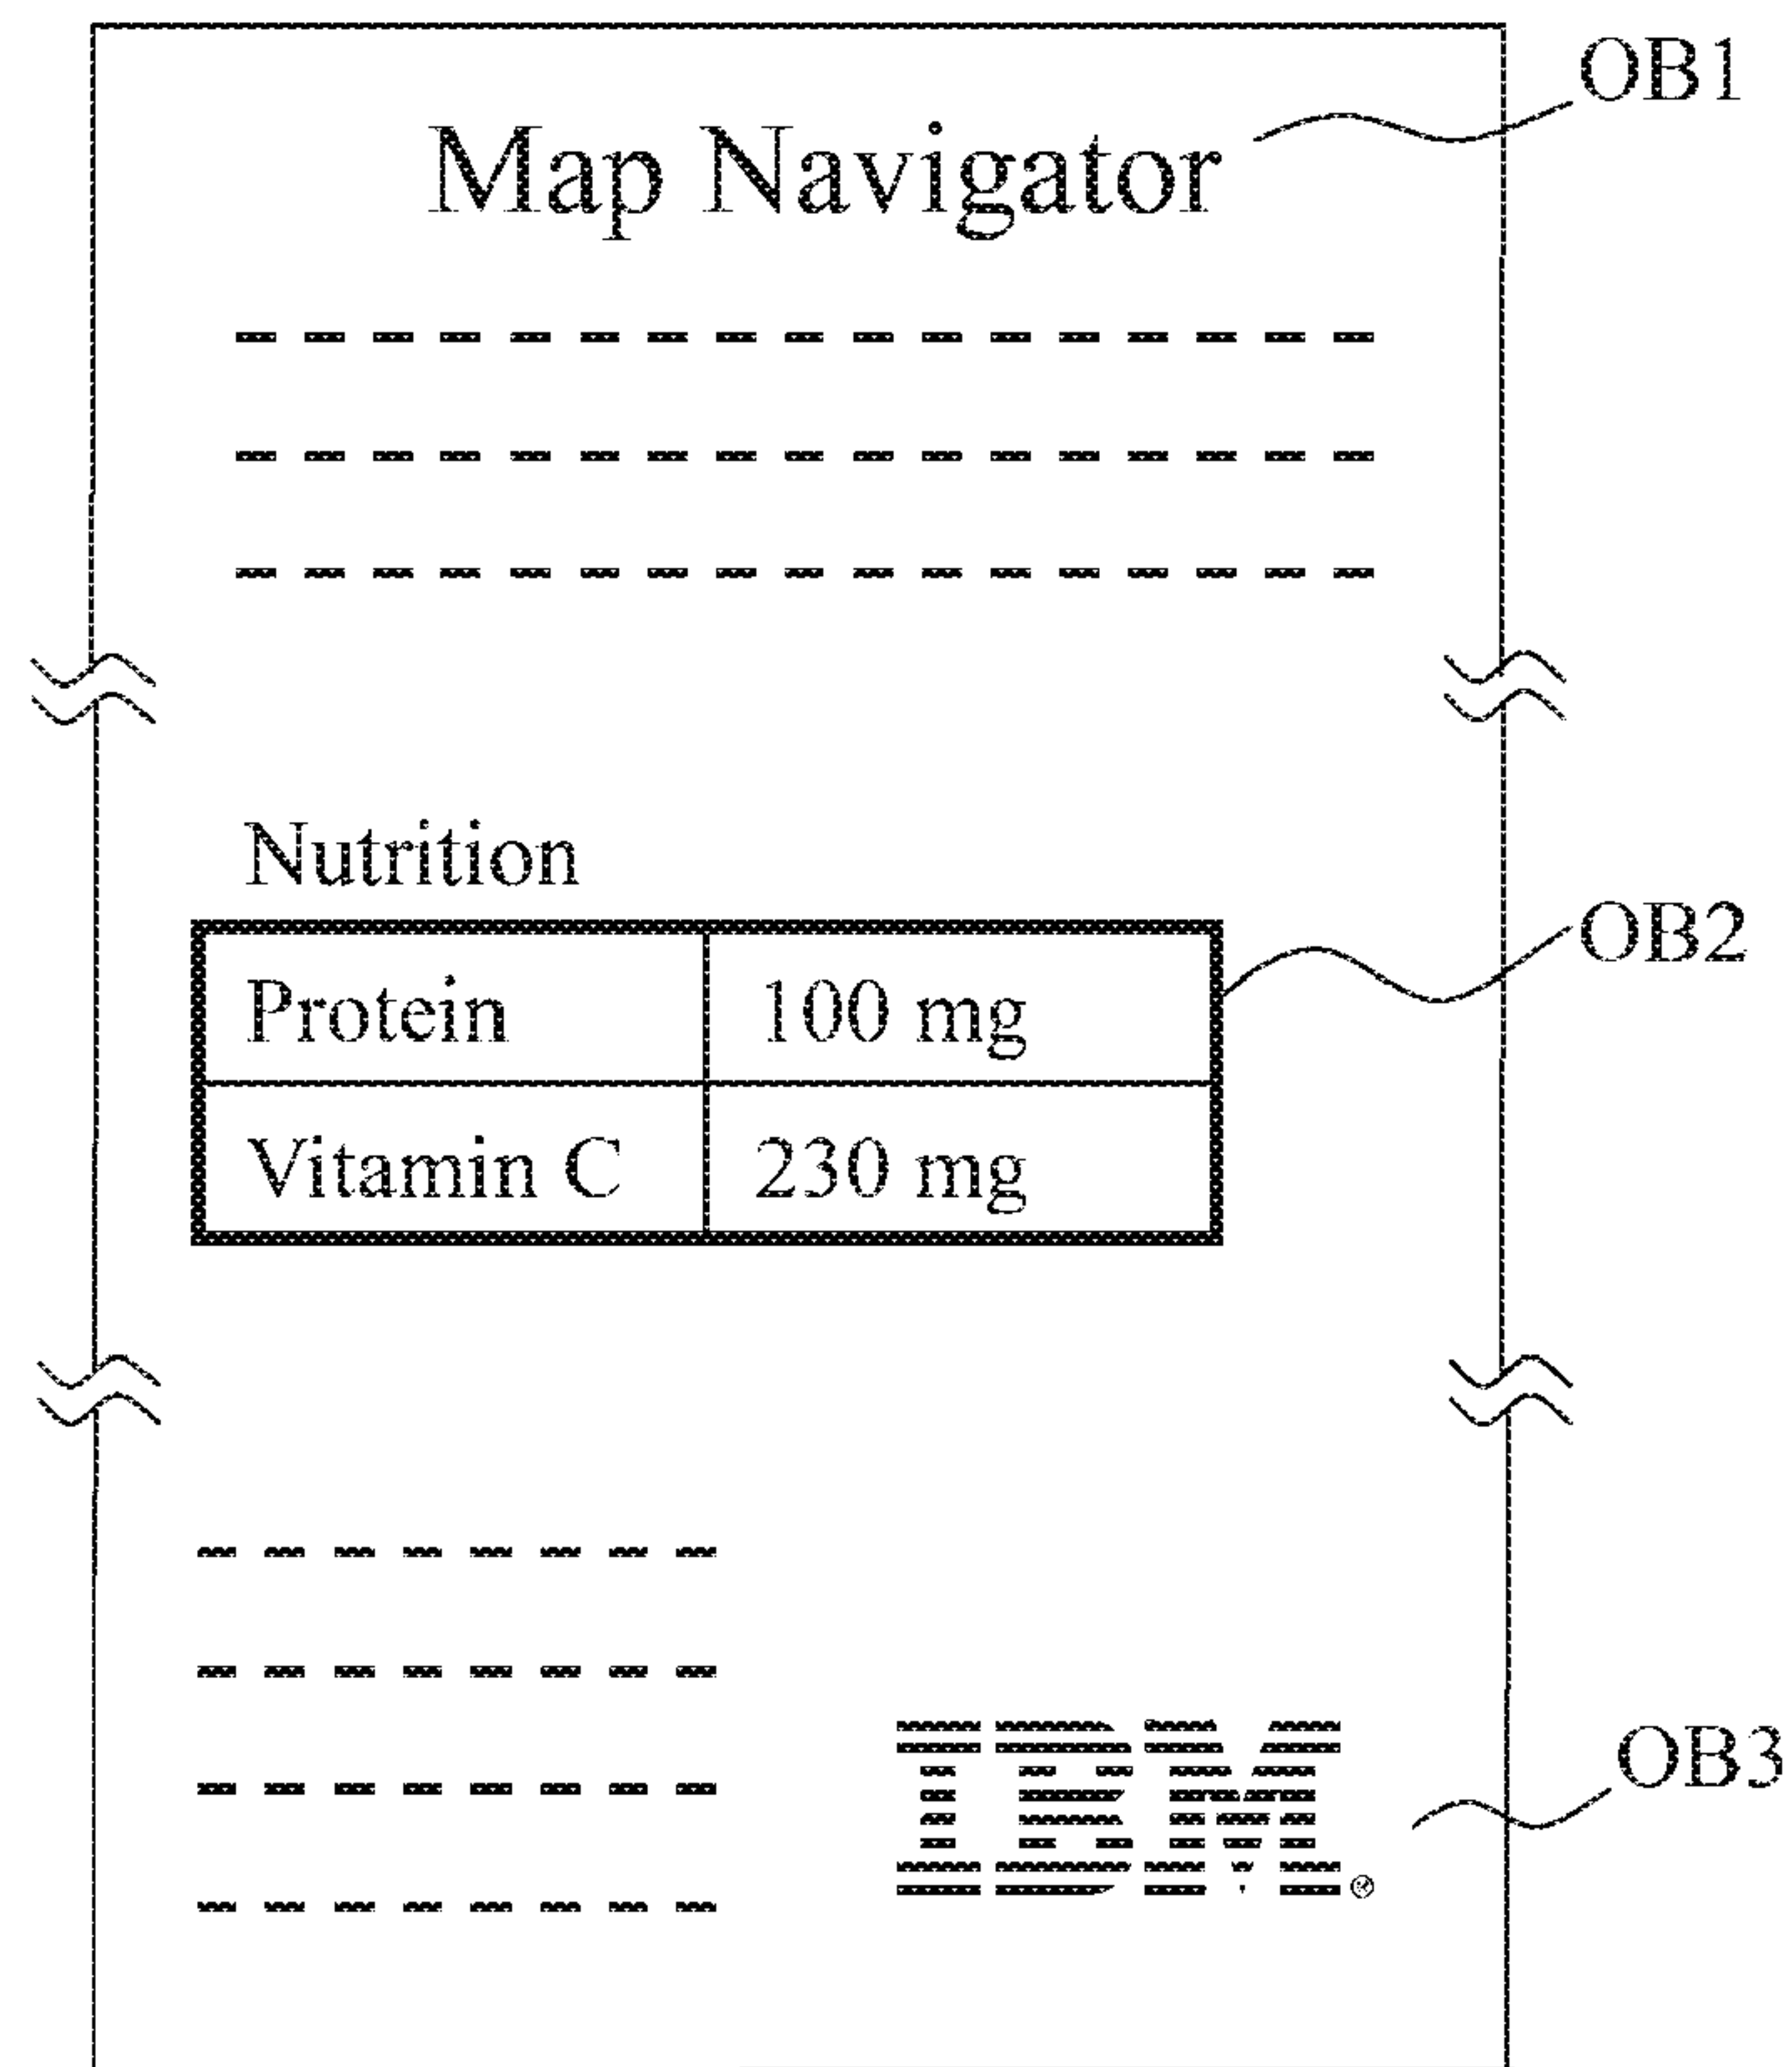 OB1
Map Navigator
Nutrition
OB2
Protein 100 mg
Vitamin C 230 mg
IBM®
OB3